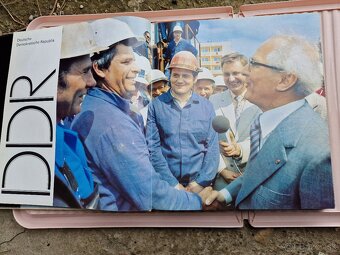 Deutsche
Demokratische Republik
DDR